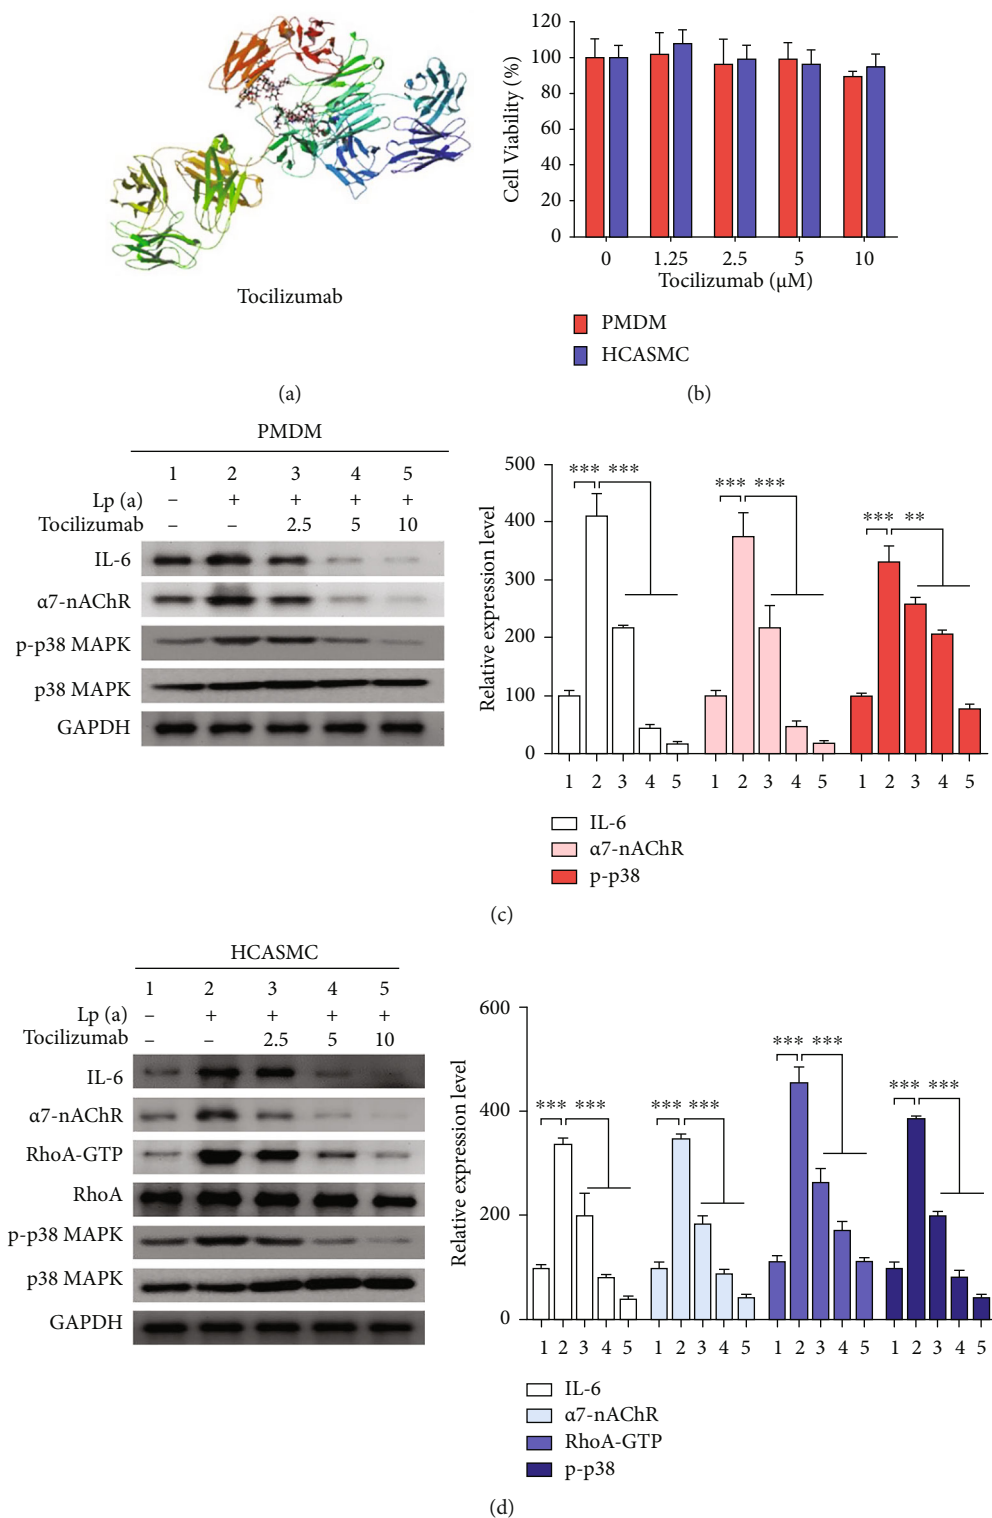 Tocilizumab
(a)
120
100
80
60
40
20
0
Cell Viability (%)
0 1.25 2.5 5 10
Tocilizumab (μM)
PMDM
HCASMC
(b)
PMDM
1 2 3 4 5
Lp (a) – + + + +
Tocilizumab – – 2.5 5 10
IL-6
α7-nAChR
p-p38 MAPK
p38 MAPK
GAPDH
500
400
300
200
100
0
Relative expression level
*** ***
*** ***
*** **
1 2 3 4 5 1 2 3 4 5 1 2 3 4 5
IL-6
α7-nAChR
p-p38
(c)
HCASMC
1 2 3 4 5
Lp (a) – + + + +
Tocilizumab – – 2.5 5 10
IL-6
α7-nAChR
RhoA-GTP
RhoA
p-p38 MAPK
p38 MAPK
GAPDH
600
400
200
0
Relative expression level
*** ***
*** ***
*** ***
*** ***
1 2 3 4 5 1 2 3 4 5 1 2 3 4 5 1 2 3 4 5
IL-6
α7-nAChR
RhoA-GTP
p-p38
(d)